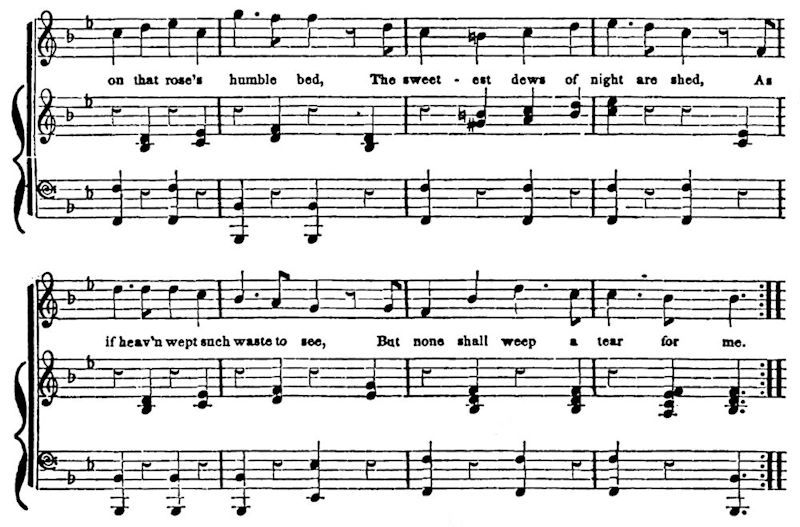 on that rose's humble bed, The sweet - est dews of night are shed, As
if heav'n wept such waste to see, But none shall weep a tear for me.